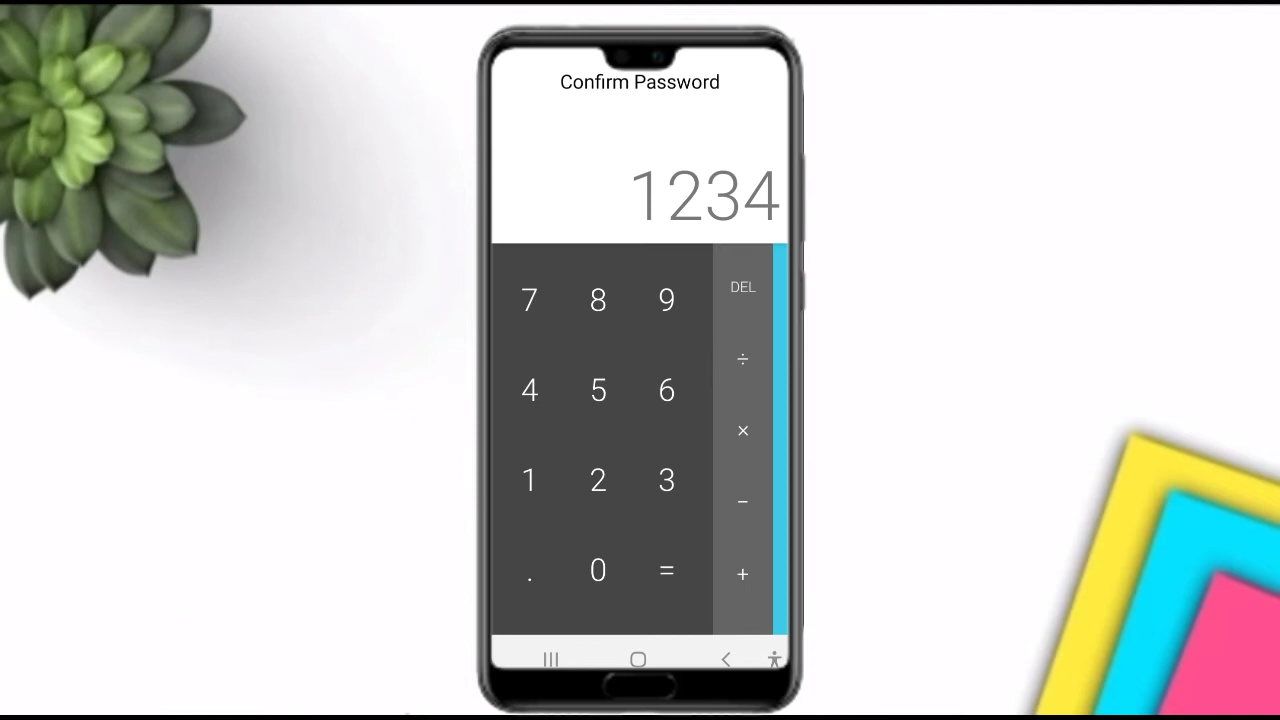 Confirm Password
1234
7 8 9 DEL
÷
4 5 6
×
1 2 3
−
. 0 =
+